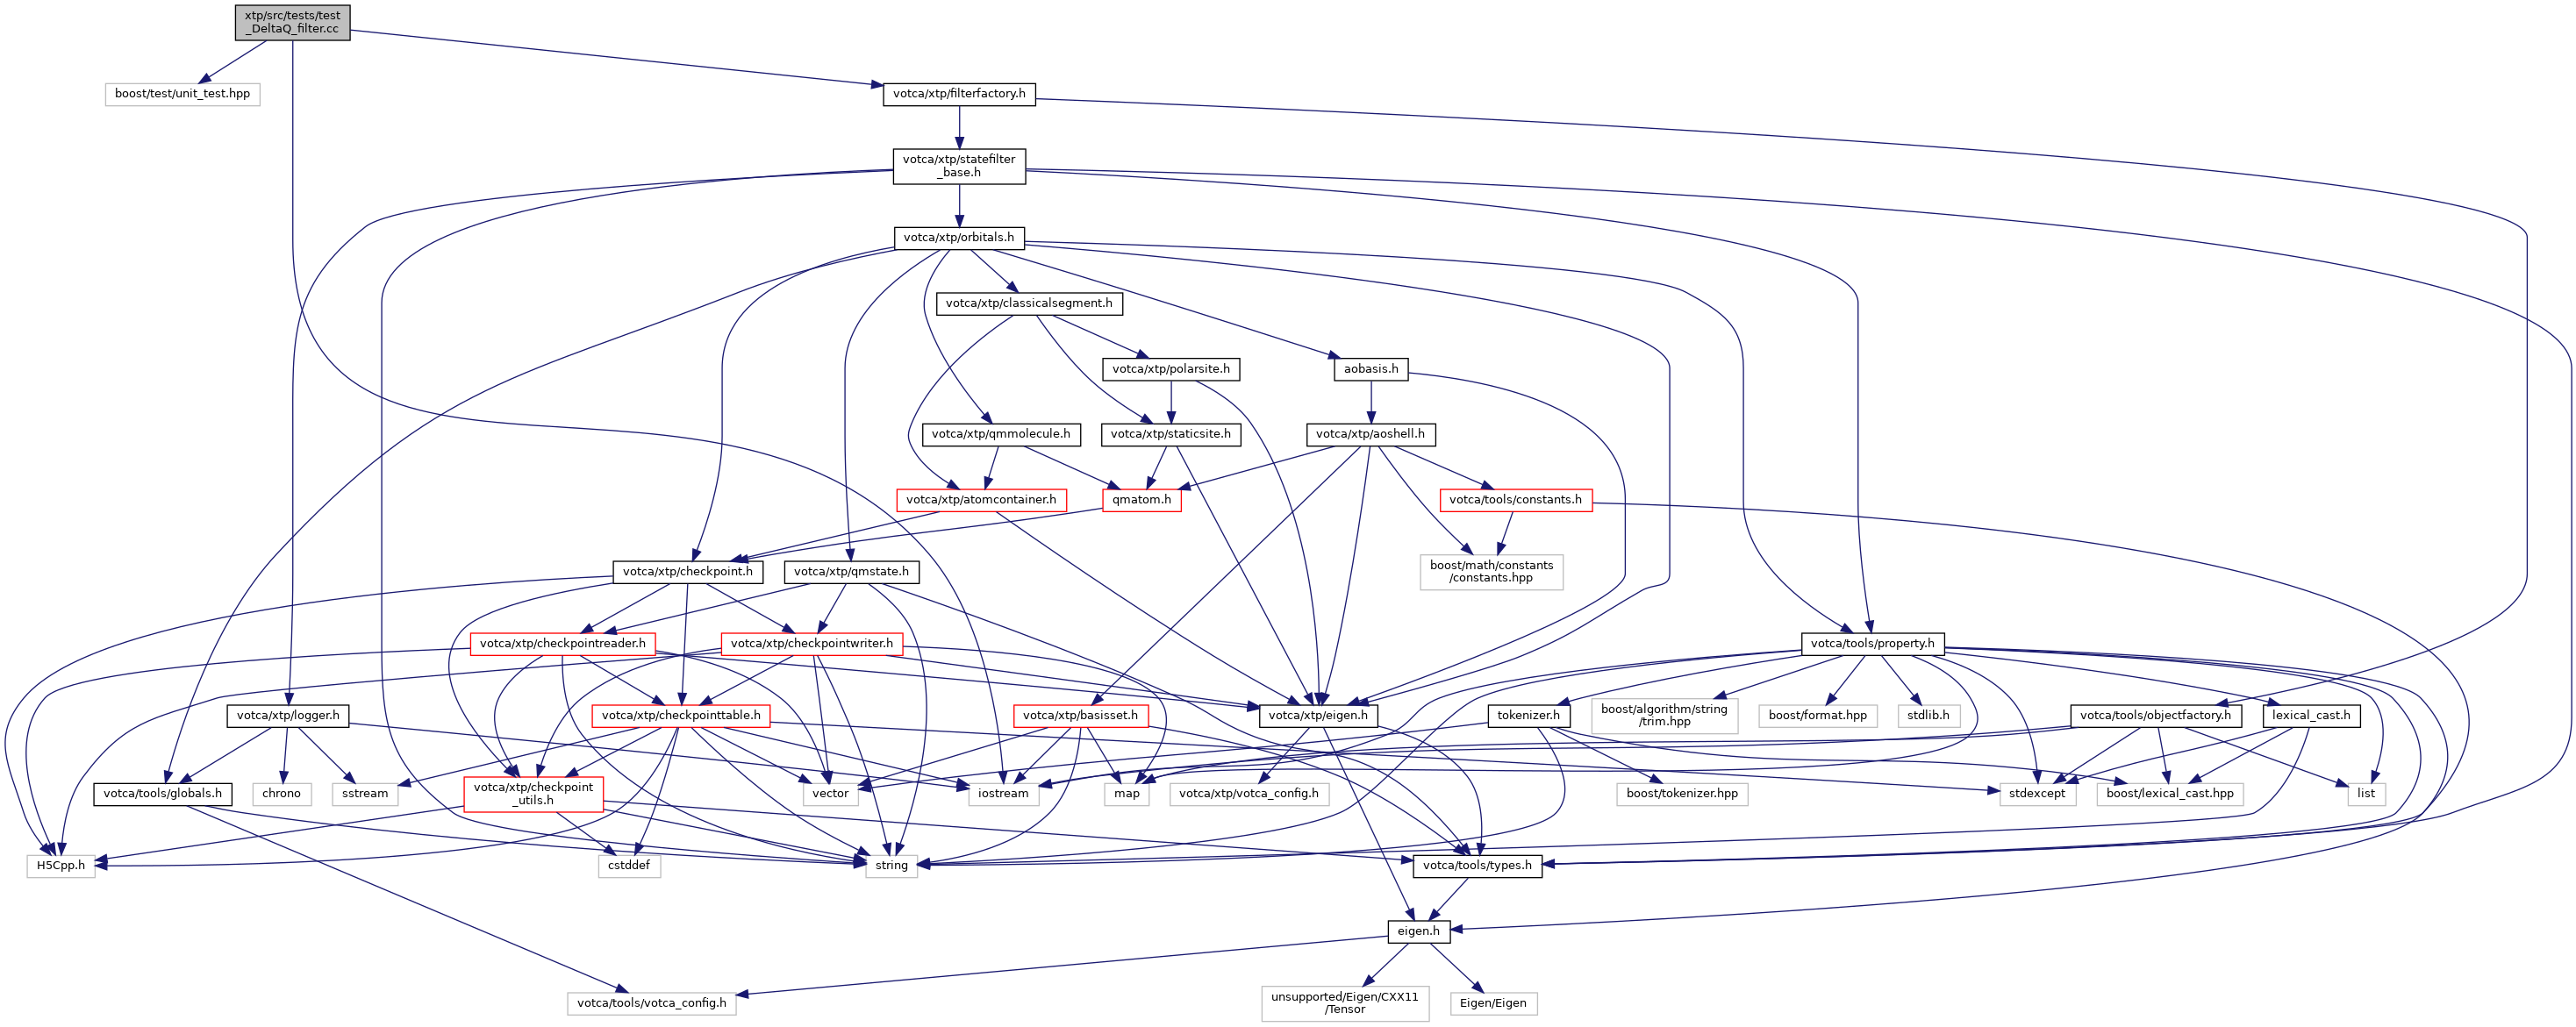 xtp/src/tests/test
_DeltaQ_filter.cc
boost/test/unit_test.hpp
votca/xtp/filterfactory.h
votca/xtp/statefilter
_base.h
votca/xtp/orbitals.h
votca/xtp/classicalsegment.h
votca/xtp/polarsite.h
aobasis.h
votca/xtp/qmmolecule.h
votca/xtp/staticsite.h
votca/xtp/aoshell.h
votca/xtp/atomcontainer.h
qmatom.h
votca/tools/constants.h
votca/xtp/checkpoint.h
votca/xtp/qmstate.h
boost/math/constants
/constants.hpp
votca/xtp/checkpointreader.h
votca/xtp/checkpointwriter.h
votca/tools/property.h
votca/xtp/logger.h
votca/xtp/checkpointtable.h
votca/xtp/basisset.h
votca/xtp/eigen.h
tokenizer.h
boost/algorithm/string
/trim.hpp
boost/format.hpp
stdlib.h
votca/tools/objectfactory.h
lexical_cast.h
votca/tools/globals.h
chrono
sstream
votca/xtp/checkpoint
_utils.h
vector
iostream
map
votca/xtp/votca_config.h
boost/tokenizer.hpp
stdexcept
boost/lexical_cast.hpp
list
H5Cpp.h
cstddef
string
votca/tools/types.h
eigen.h
votca/tools/votca_config.h
unsupported/Eigen/CXX11
/Tensor
Eigen/Eigen